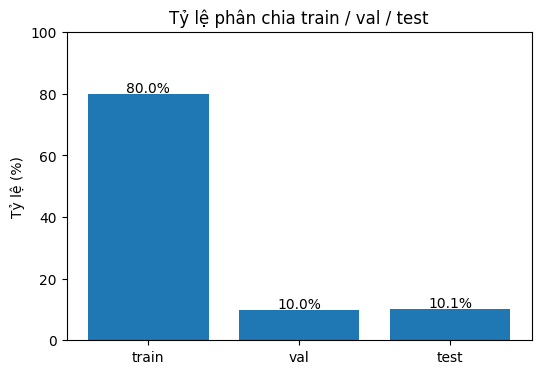 Tỷ lệ phân chia train / val / test
Tỷ lệ (%)
100
80
60
40
20
0
80.0%
10.0%
10.1%
train
val
test